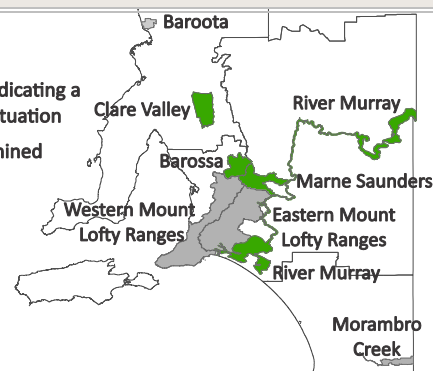 Baroota
dicating a
tuation
nined
Clare Valley
River Murray
Barossa
Marne Saunders
Western Mount
Lofty Ranges
Eastern Mount
Lofty Ranges
River Murray
Morambro
Creek